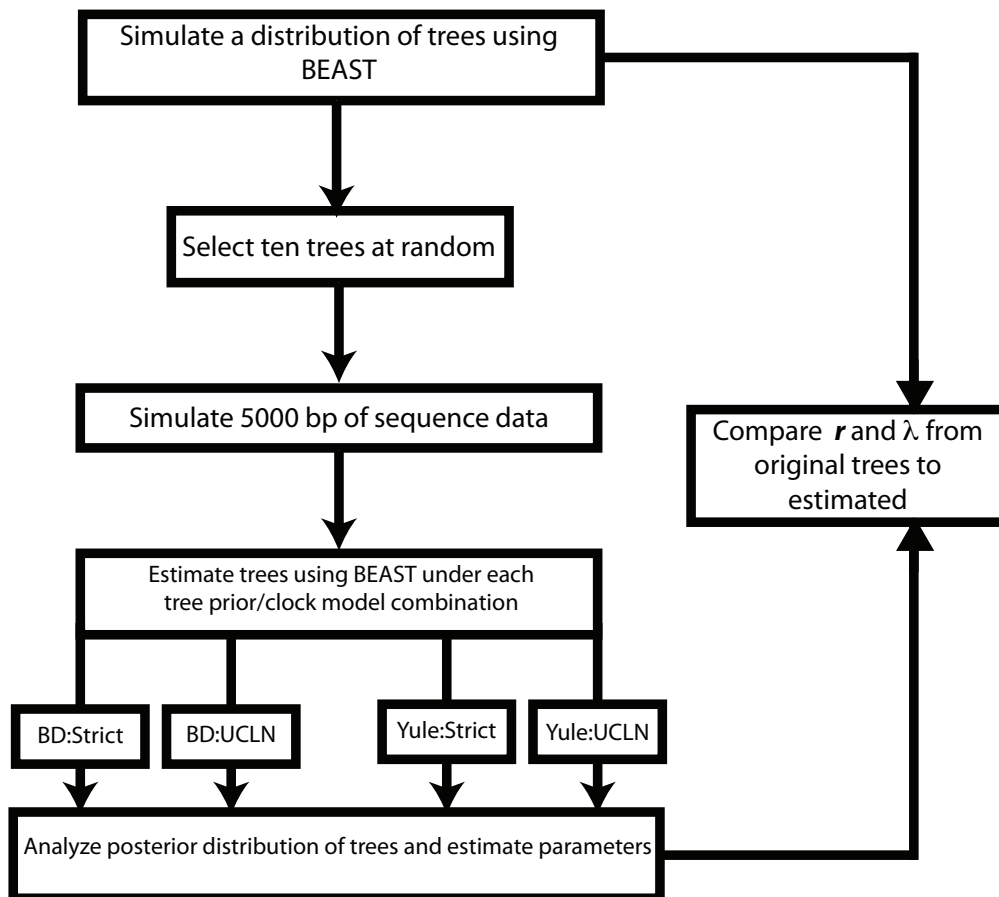 Simulate a distribution of trees using
BEAST
Select ten trees at random
Simulate 5000 bp of sequence data
Compare r and λ from
original trees to
estimated
Estimate trees using BEAST under each
tree prior/clock model combination
BD:Strict
BD:UCLN
Yule:Strict
Yule:UCLN
Analyze posterior distribution of trees and estimate parameters